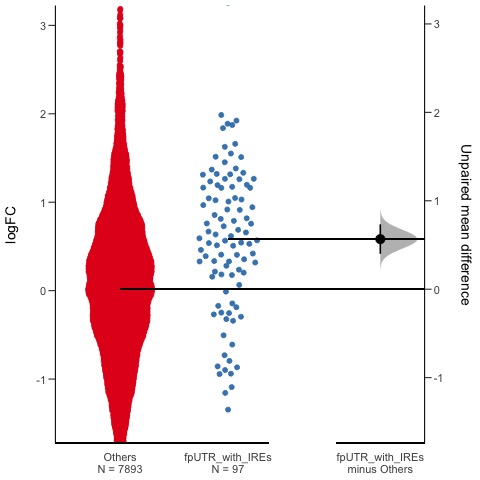 3
2
1
0
-1
logFC
3
2
1
0
-1
Unpaired mean difference
Others
N = 7893
fpUTR_with_IREs
N = 97
fpUTR_with_IREs
minus Others